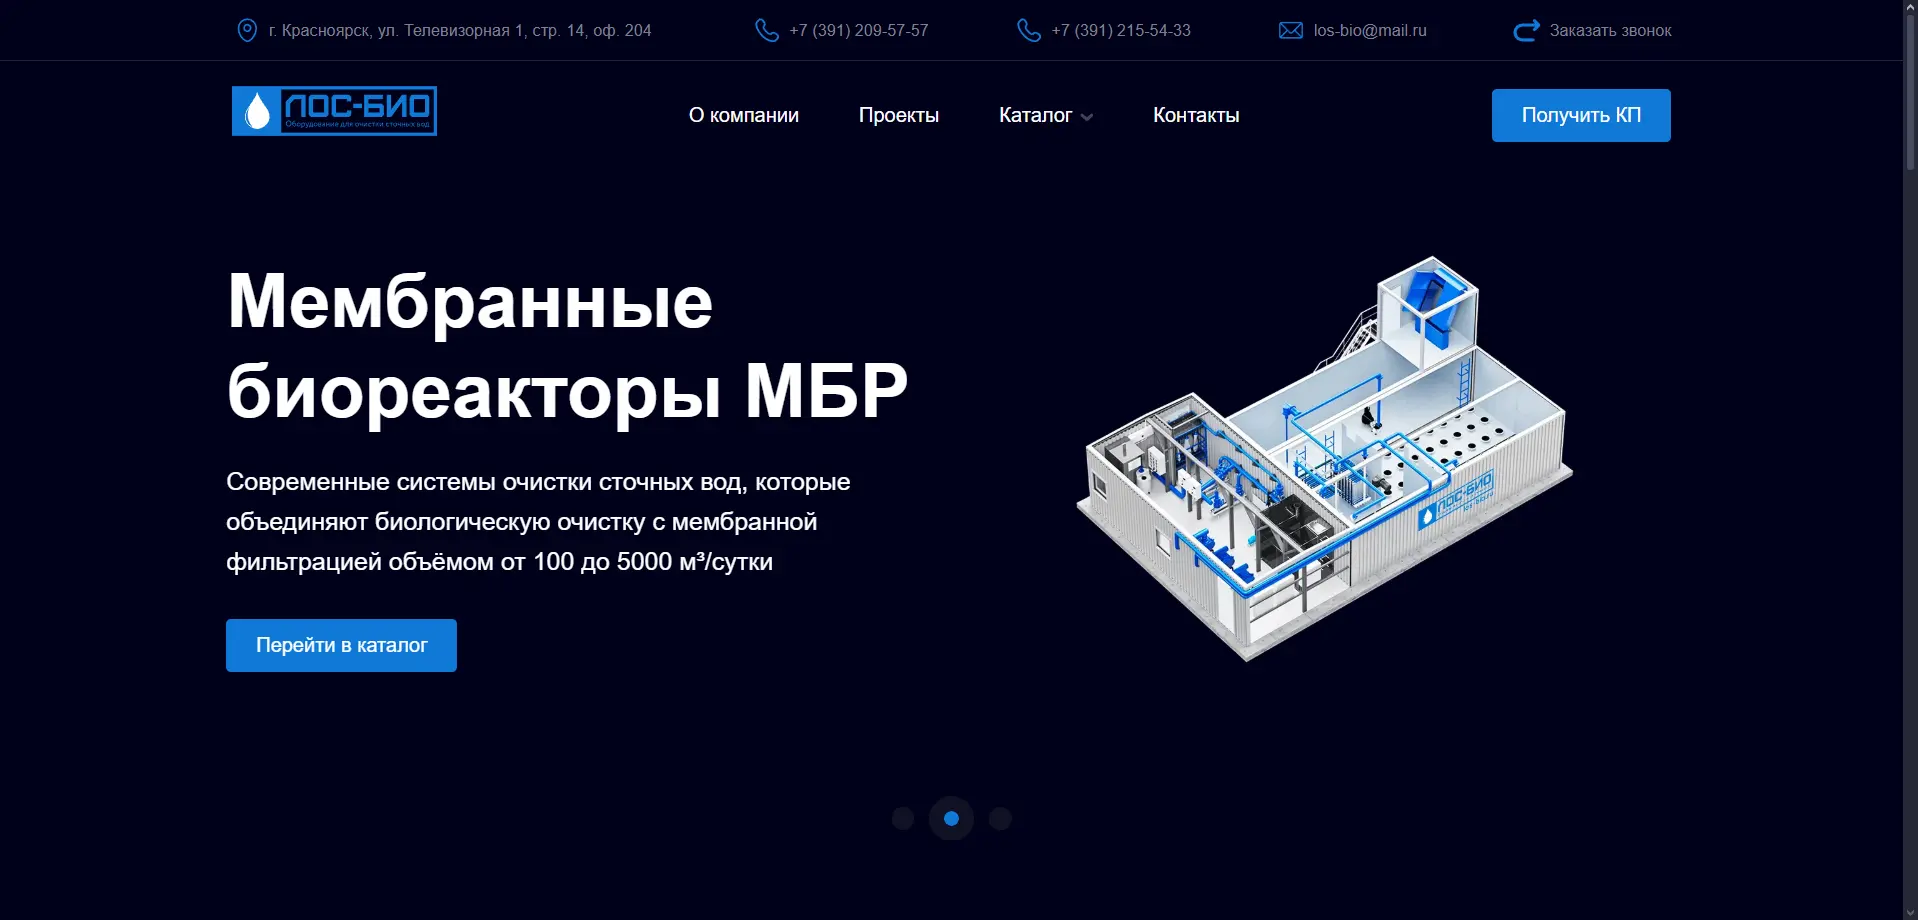 г. Красноярск, ул. Телевизорная 1, стр. 14, оф. 204
+7 (391) 209-57-57
+7 (391) 215-54-33
los-bio@mail.ru
Заказать звонок
ЛОС-БИО
Оборудование для очистки сточных вод
О компании
Проекты
Каталог
Контакты
Получить КП
Мембранные
биореакторы МБР
Современные системы очистки сточных вод, которые
объединяют биологическую очистку с мембранной
фильтрацией объёмом от 100 до 5000 м³/сутки
Перейти в каталог
ЛОС-БИО